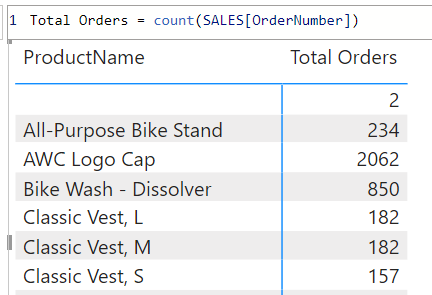 1 Total Orders = count(SALES[OrderNumber])
ProductName Total Orders
2
All-Purpose Bike Stand 234
AWC Logo Cap 2062
Bike Wash - Dissolver 850
Classic Vest, L 182
Classic Vest, M 182
Classic Vest, S 157